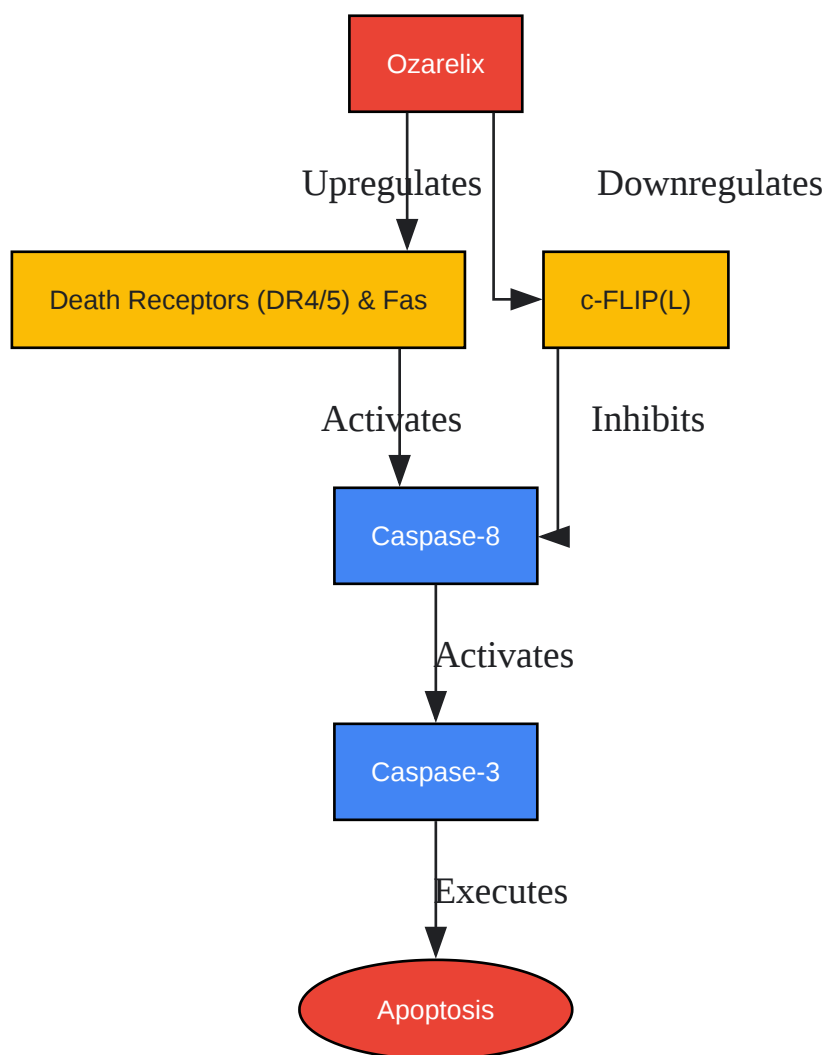 Ozarelix
Upregulates
Downregulates
Death Receptors (DR4/5) & Fas
c-FLIP(L)
Activates
Inhibits
Caspase-8
Activates
Caspase-3
Executes
Apoptosis